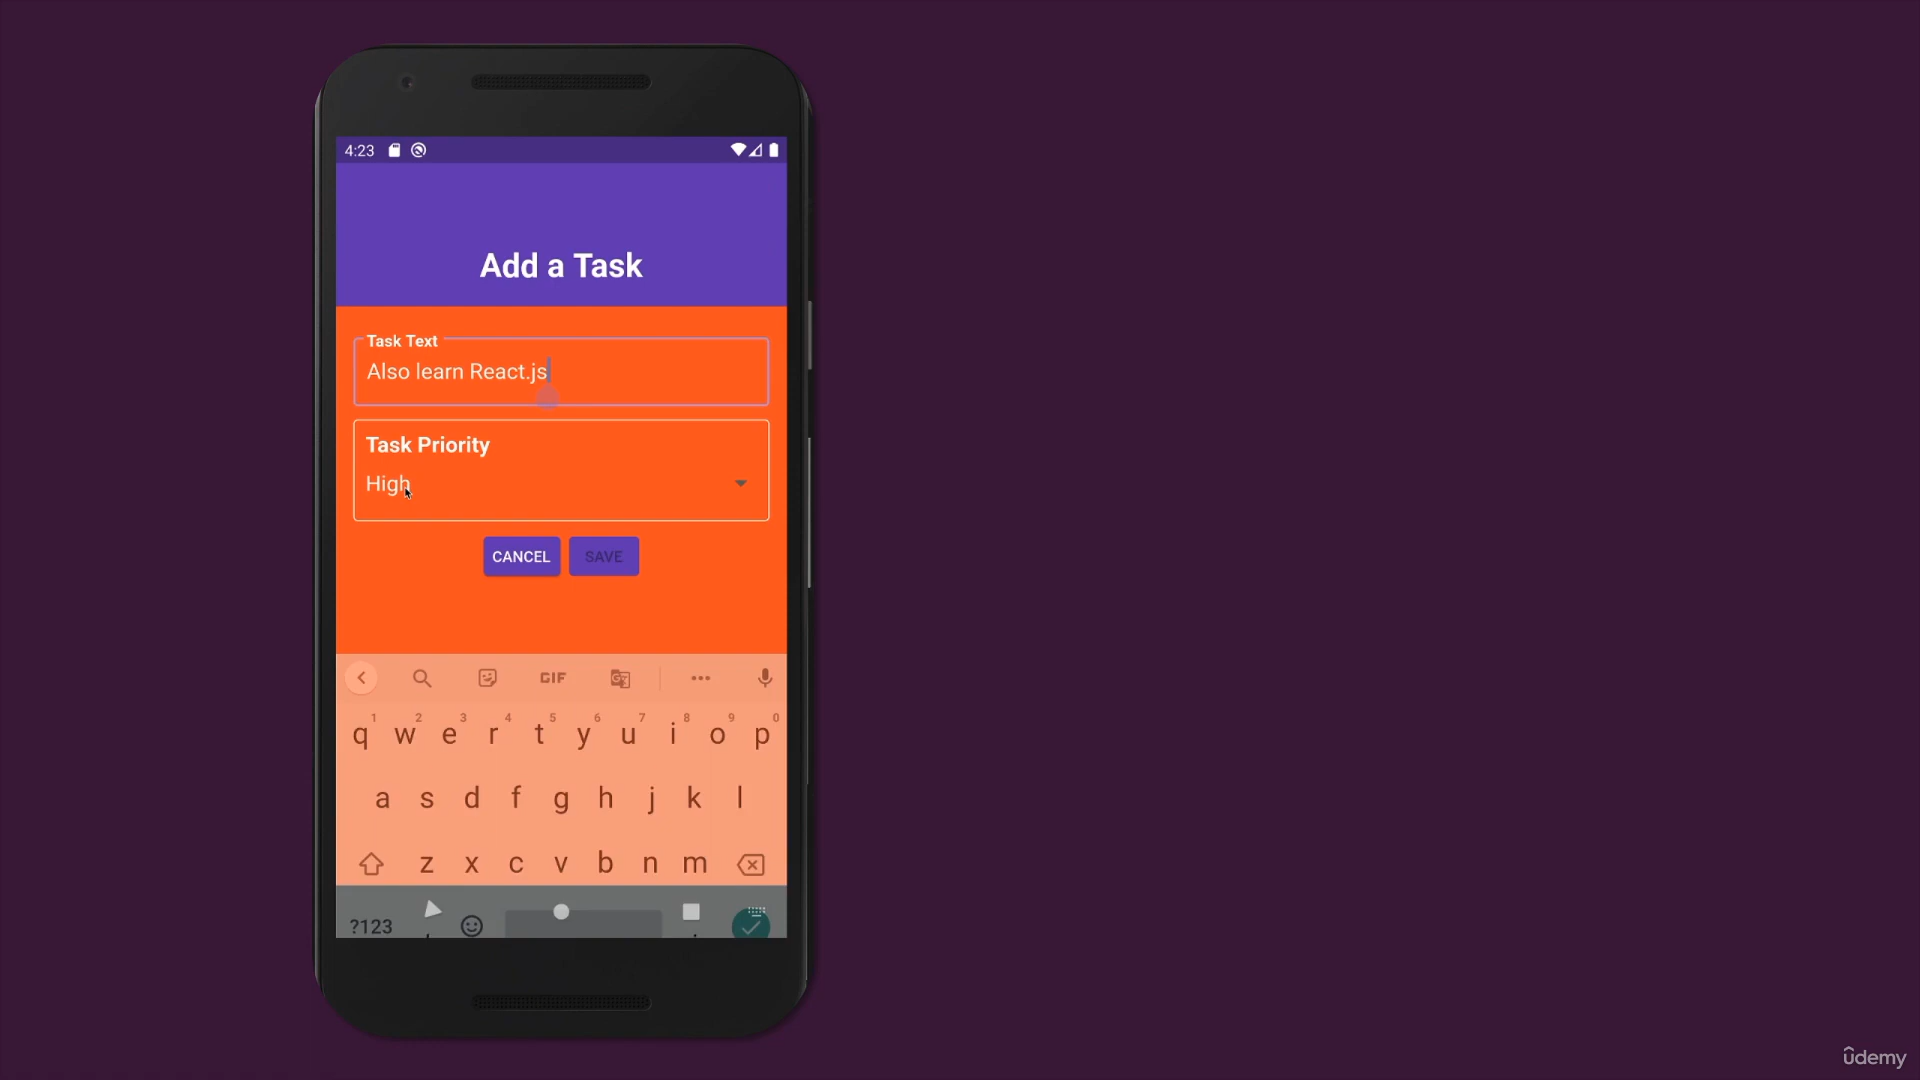 4:23
Add a Task
Task Text
Also learn React.js
Task Priority
High
CANCEL SAVE
GIF
1 2 3 4 5 6 7 8 9 0
q w e r t y u i o p
a s d f g h j k l
z x c v b n m
?123
ûdemy